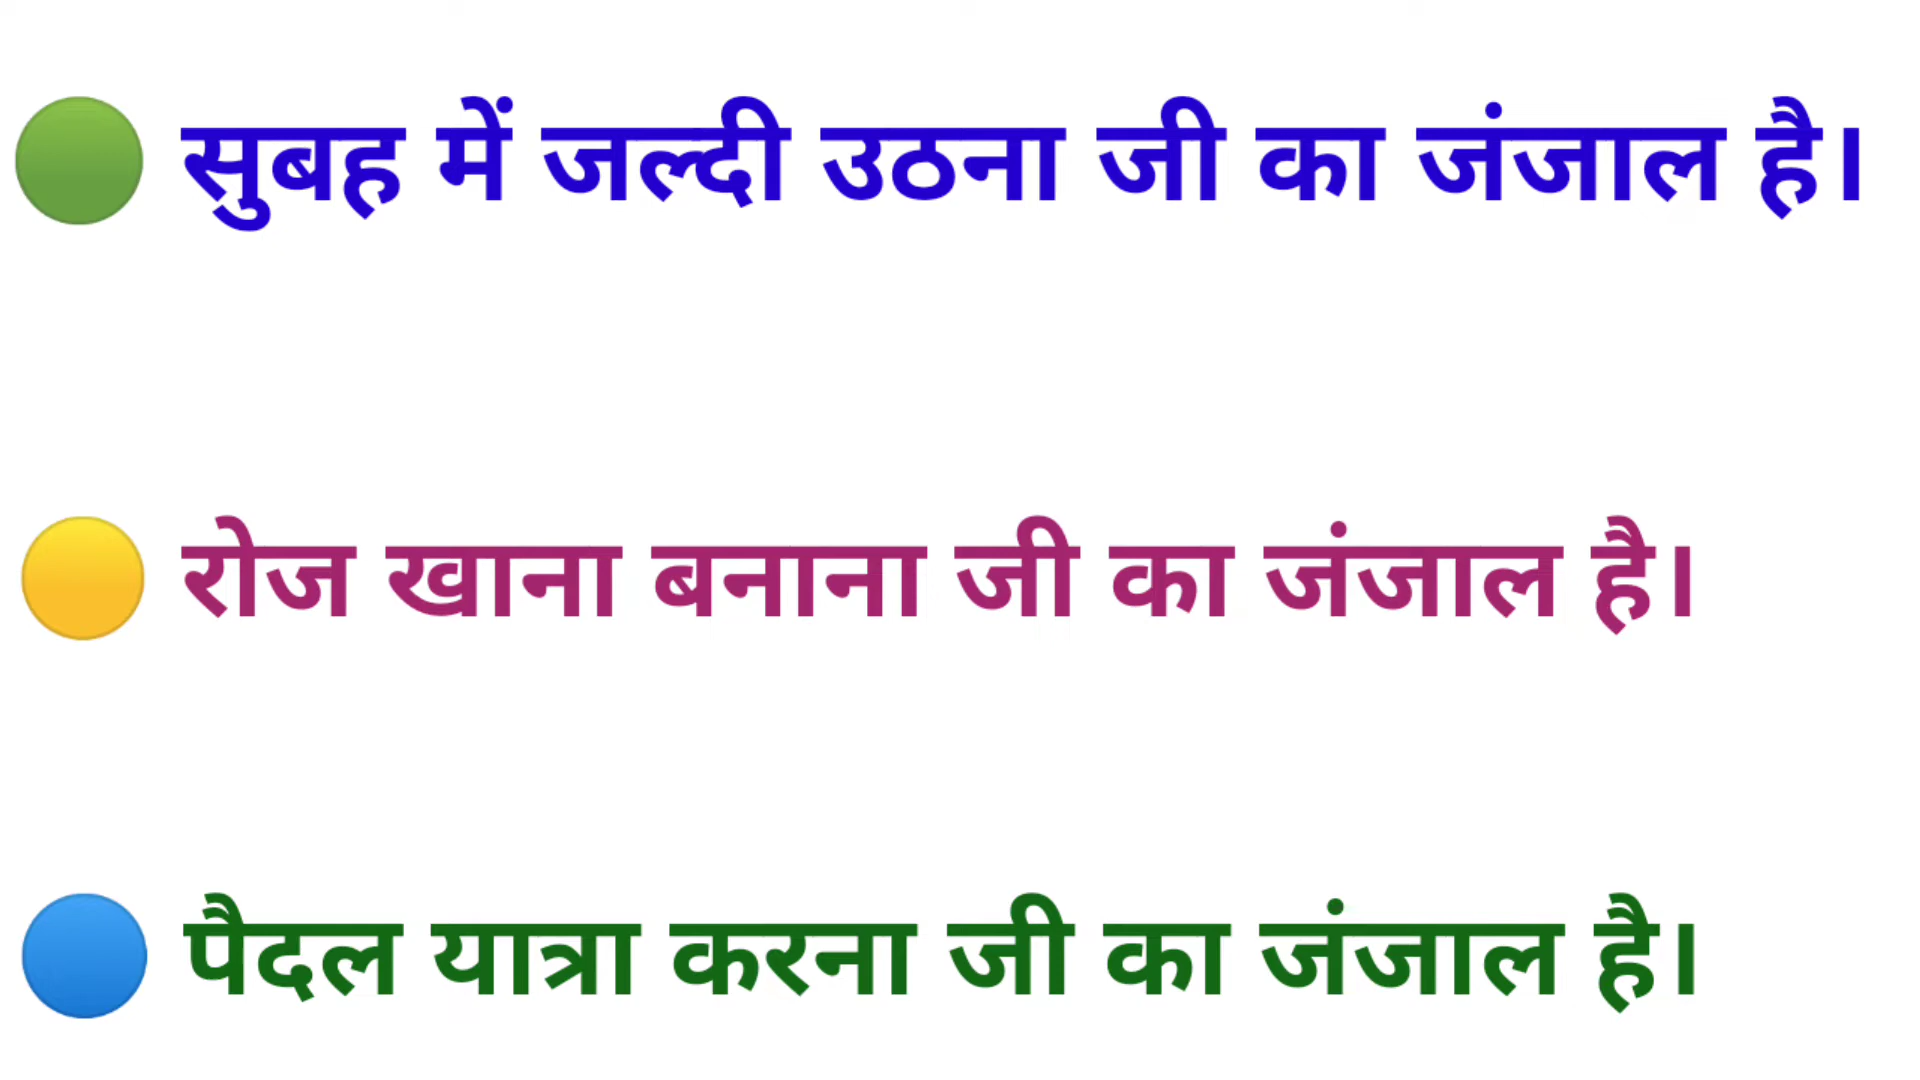 सुबह में जल्दी उठना जी का जंजाल है।
रोज खाना बनाना जी का जंजाल है।
पैदल यात्रा करना जी का जंजाल है।